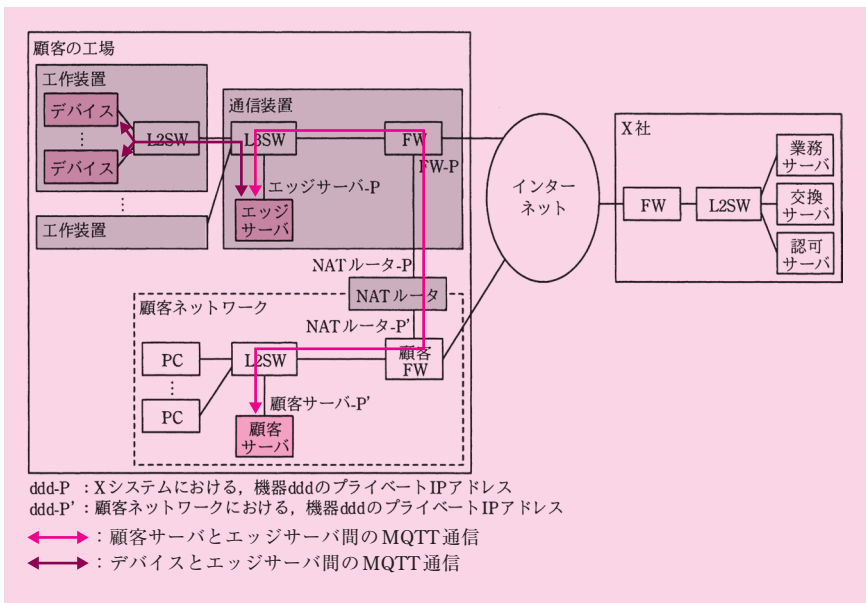 顧客の工場
工作装置
デバイス
⋮
デバイス
L2SW
⋮
工作装置
通信装置
L3SW
FW
FW-P
エッジサーバ-P
エッジ
サーバ
インター
ネット
X社
FW
L2SW
業務
サーバ
交換
サーバ
認可
サーバ
NATルータ-P
NATルータ
NATルータ-P’
顧客ネットワーク
PC
⋮
PC
L2SW
顧客
FW
顧客サーバ-P’
顧客
サーバ
ddd-P :Xシステムにおける,機器dddのプライベートIPアドレス
ddd-P’:顧客ネットワークにおける,機器dddのプライベートIPアドレス
:顧客サーバとエッジサーバ間のMQTT通信
:デバイスとエッジサーバ間のMQTT通信